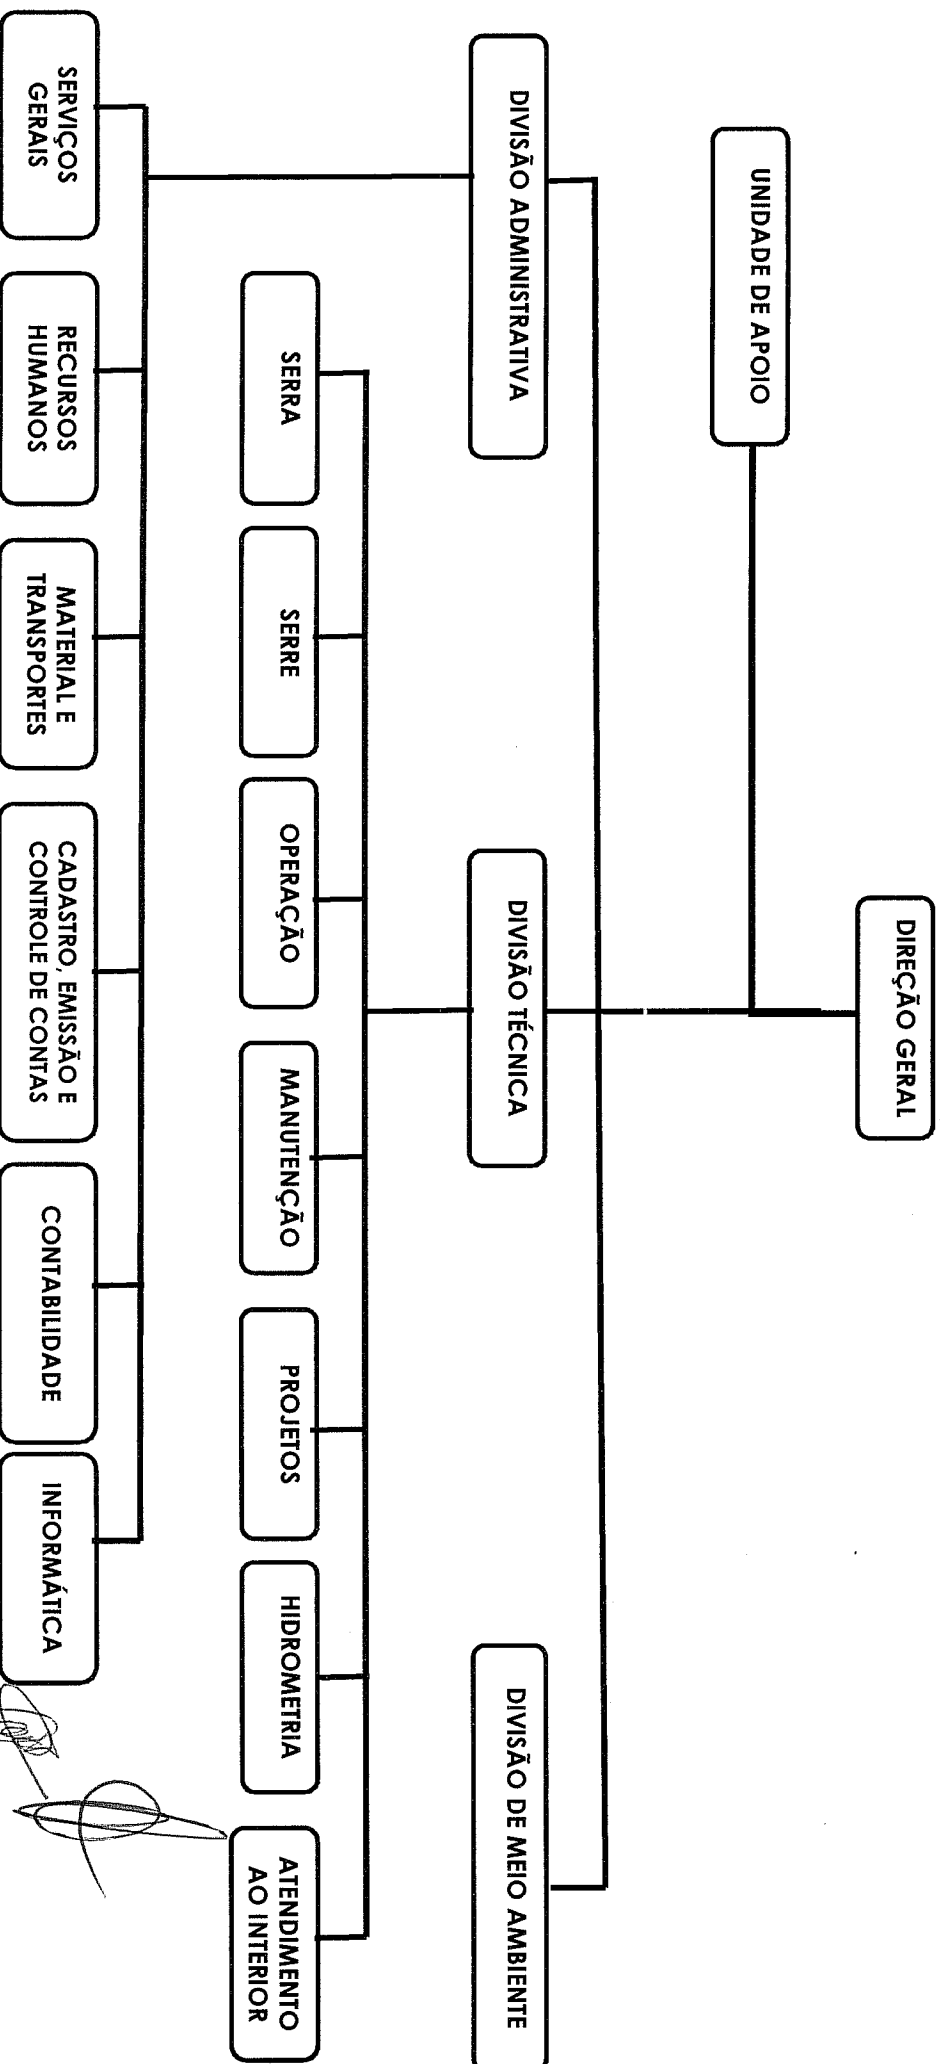 DIREÇÃO GERAL
UNIDADE DE APOIO
DIVISÃO ADMINISTRATIVA
DIVISÃO TÉCNICA
DIVISÃO DE MEIO AMBIENTE
SERRA
SERRE
OPERAÇÃO
MANUTENÇÃO
PROJETOS
HIDROMETRIA
ATENDIMENTO
AO INTERIOR
SERVIÇOS
GERAIS
RECURSOS
HUMANOS
MATERIAL E
TRANSPORTES
CADASTRO, EMISSÃO E
CONTROLE DE CONTAS
CONTABILIDADE
INFORMÁTICA